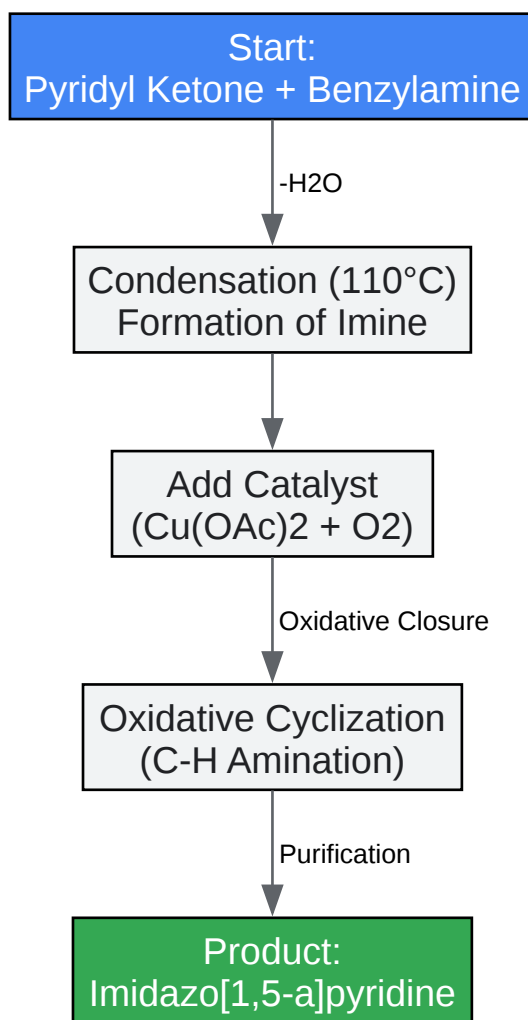 Start:
Pyridyl Ketone + Benzylamine
-H2O
Condensation (110°C)
Formation of Imine
Add Catalyst
(Cu(OAc)2 + O2)
Oxidative Closure
Oxidative Cyclization
(C-H Amination)
Purification
Product:
Imidazo[1,5-a]pyridine